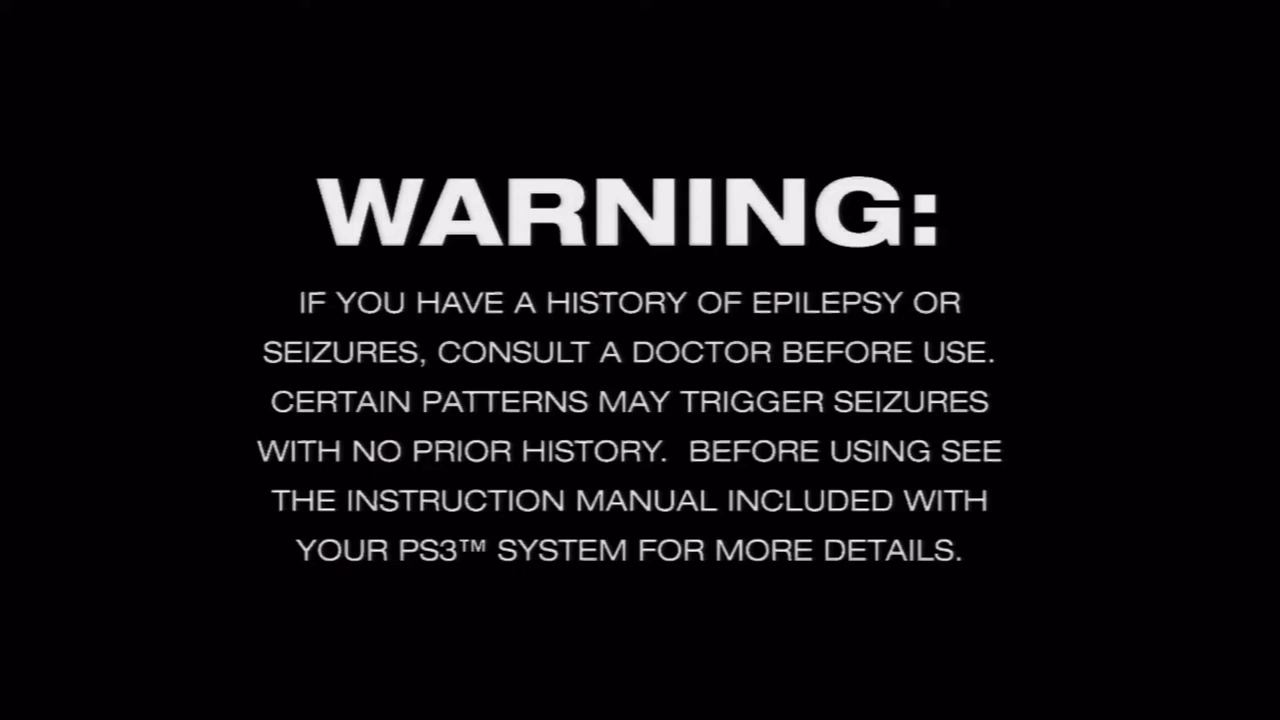 WARNING:
IF YOU HAVE A HISTORY OF EPILEPSY OR
SEIZURES, CONSULT A DOCTOR BEFORE USE.
CERTAIN PATTERNS MAY TRIGGER SEIZURES
WITH NO PRIOR HISTORY.  BEFORE USING SEE
THE INSTRUCTION MANUAL INCLUDED WITH
YOUR PS3™ SYSTEM FOR MORE DETAILS.